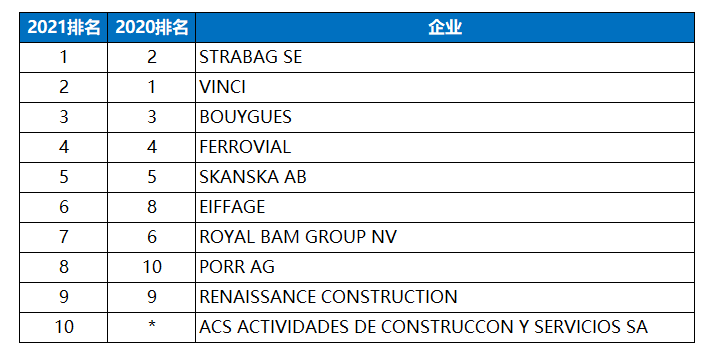 2021排名 2020排名 企业
1 2 STRABAG SE
2 1 VINCI
3 3 BOUYGUES
4 4 FERROVIAL
5 5 SKANSKA AB
6 8 EIFFAGE
7 6 ROYAL BAM GROUP NV
8 10 PORR AG
9 9 RENAISSANCE CONSTRUCTION
10 * ACS ACTIVIDADES DE CONSTRUCCON Y SERVICIOS SA